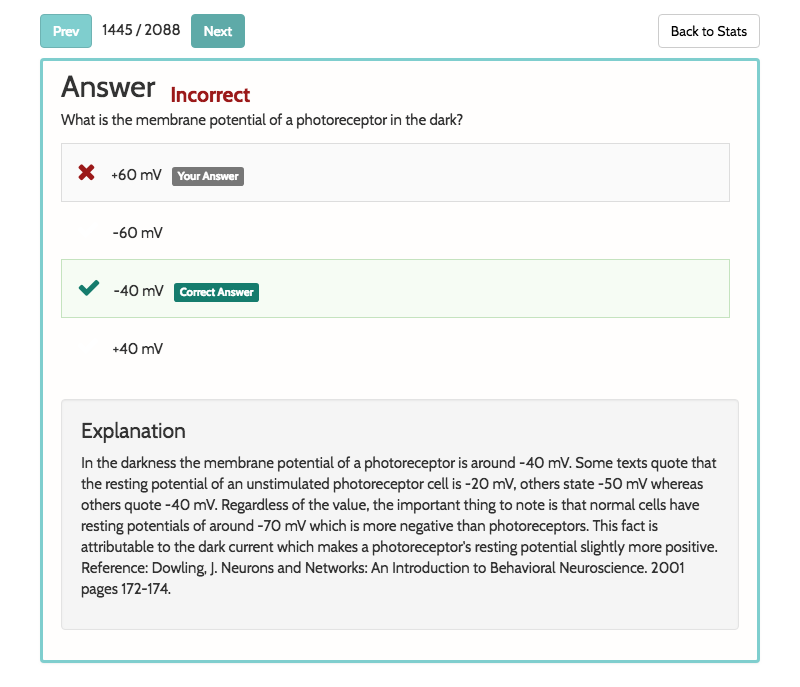 Prev 1445 / 2088 Next Back to Stats
Answer Incorrect
What is the membrane potential of a photoreceptor in the dark?
+60 mV Your Answer
-60 mV
-40 mV Correct Answer
+40 mV
Explanation
In the darkness the membrane potential of a photoreceptor is around -40 mV. Some texts quote that
the resting potential of an unstimulated photoreceptor cell is -20 mV, others state -50 mV whereas
others quote -40 mV. Regardless of the value, the important thing to note is that normal cells have
resting potentials of around -70 mV which is more negative than photoreceptors. This fact is
attributable to the dark current which makes a photoreceptor's resting potential slightly more positive.
Reference: Dowling, J. Neurons and Networks: An Introduction to Behavioral Neuroscience. 2001
pages 172-174.